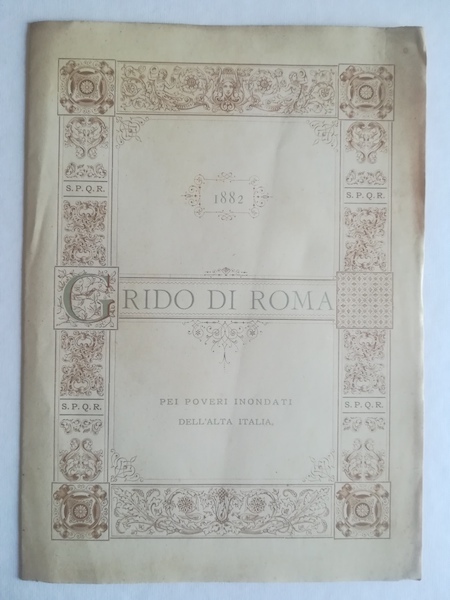 1882
S. P. Q. R.
S. P. Q. R.
GRIDO DI ROMA
PEI POVERI INONDATI
DELL'ALTA ITALIA,
S. P. Q. R.
S. P. Q. R.